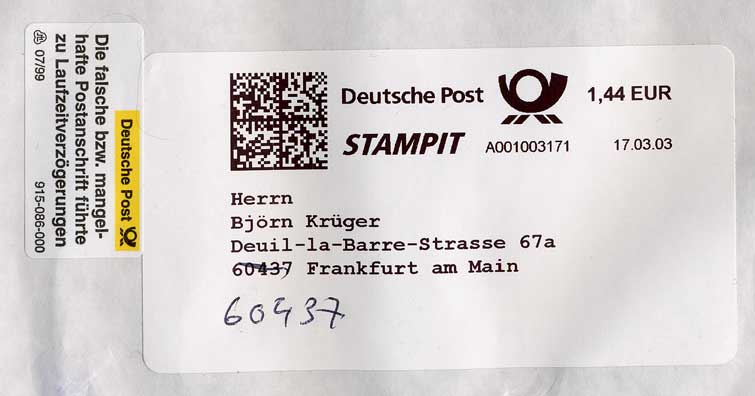 Deutsche Post
Die falsche bzw. mangel-
hafte Postanschrift führte
zu Laufzeitverzögerungen
07/99
915-086-000
Deutsche Post 1,44 EUR
STAMPIT A001003171 17.03.03
Herrn
Björn Krüger
Deuil-la-Barre-Strasse 67a
60437 Frankfurt am Main
60437